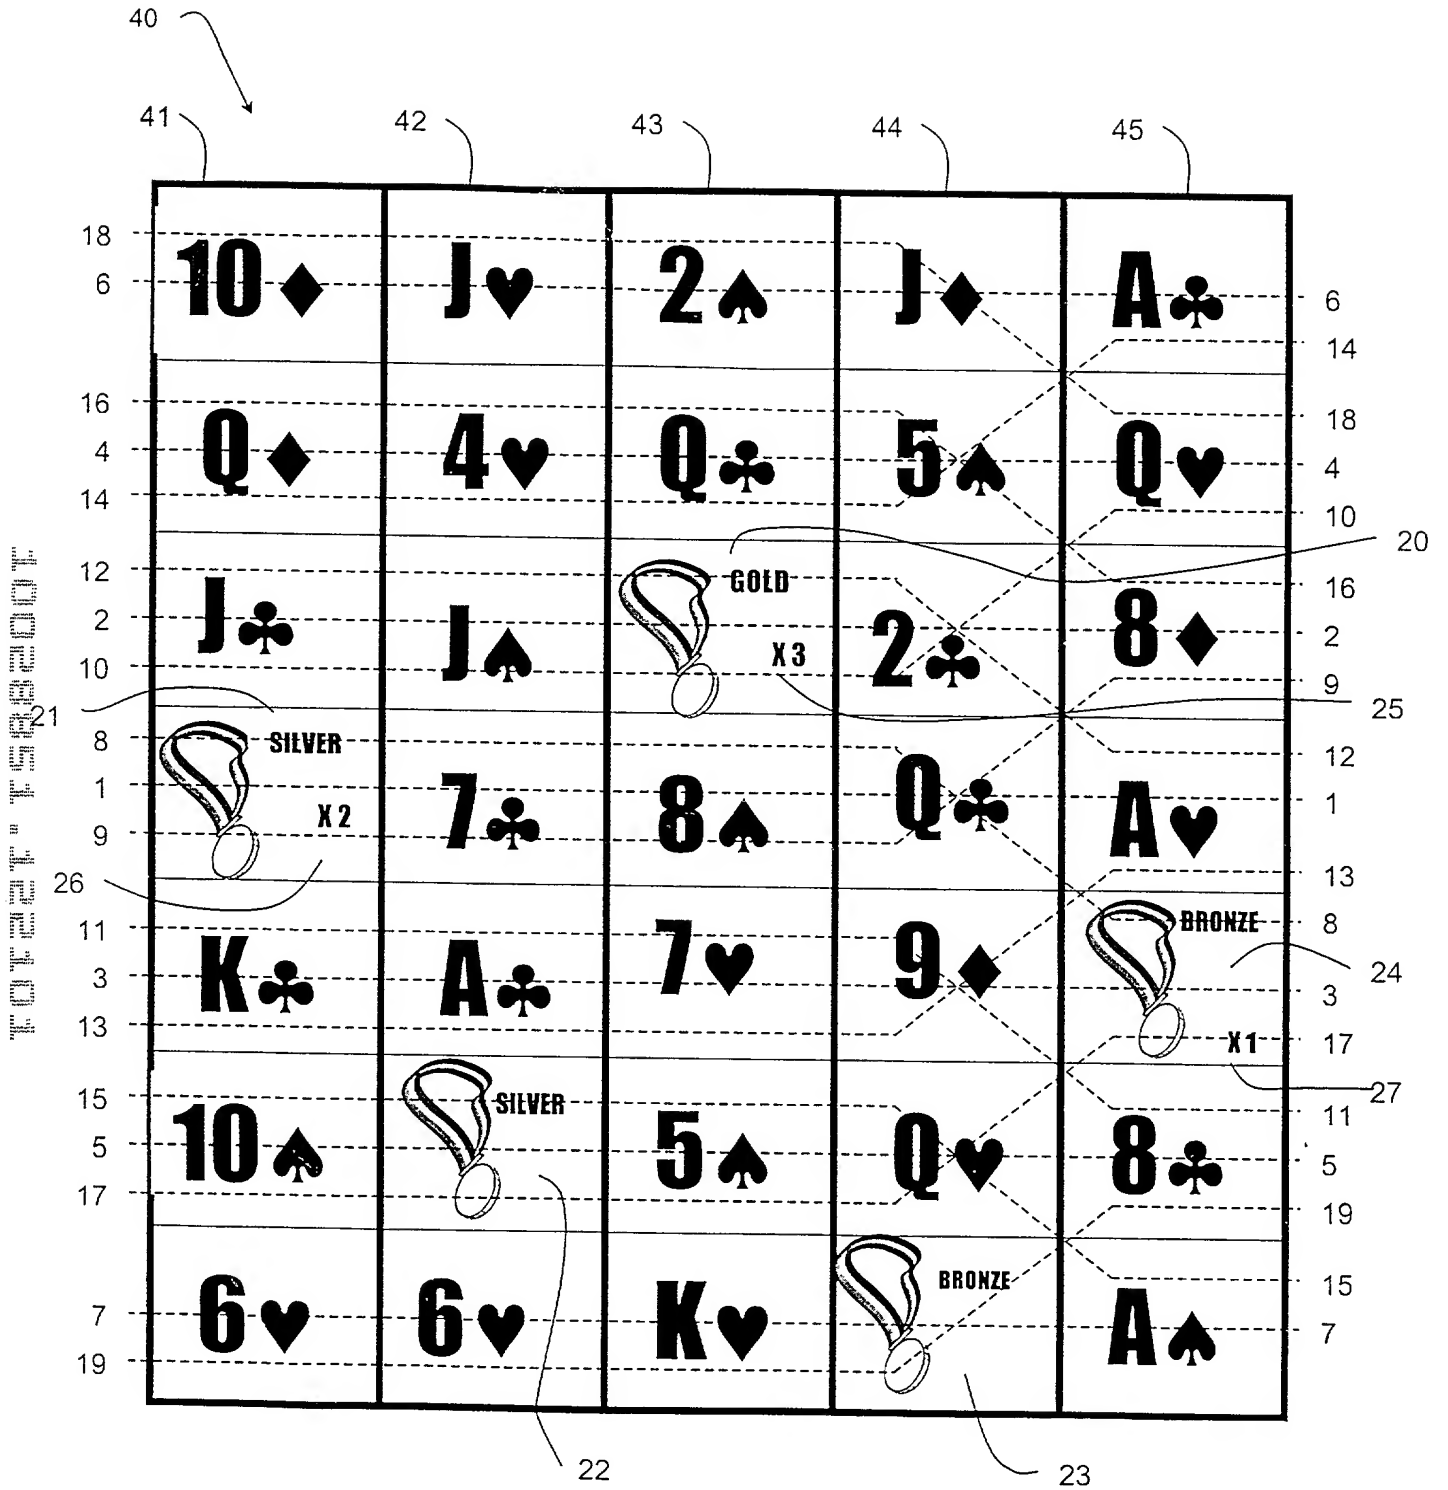 40
41 42 43 44 45
18
6 10♦ J♥ 2♠ J♦ A♣ 6
14
16 18
4 Q♦ 4♥ Q♣ 5♠ Q♥ 4
14 10
20
12 GOLD 16
2 J♣ J♠ X3 2♣ 8♦ 2
10 9
21 25
8 SILVER 12
1 X2 7♣ 8♠ Q♣ A♥ 1
9 13
26
11 BRONZE 8
24
3 K♣ A♣ 7♥ 9♦ 3
13 X1 17
27
15 SILVER 11
5 10♠ 5♠ Q♥ 8♣ 5
17 19
BRONZE 15
7 6♥ 6♥ K♥ A♠ 7
19
22 23